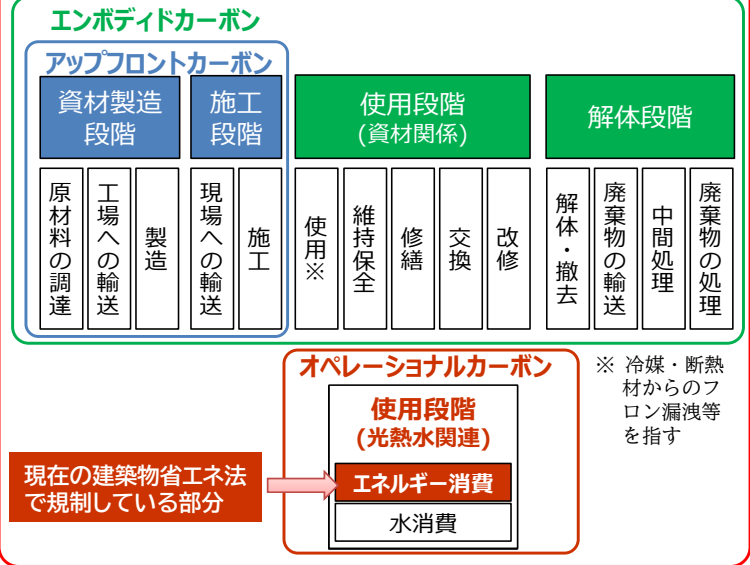 エンボディドカーボン
アップフロントカーボン
資材製造
段階
施工
段階
使用段階
(資材関係)
解体段階
原材料の調達
工場への輸送
製造
現場への輸送
施工
使用※
維持保全
修繕
交換
改修
解体・撤去
廃棄物の輸送
中間処理
廃棄物の処理
オペレーショナルカーボン
使用段階
(光熱水関連)
エネルギー消費
水消費
※ 冷媒・断熱
材からのフ
ロン漏洩等
を指す
現在の建築物省エネ法
で規制している部分